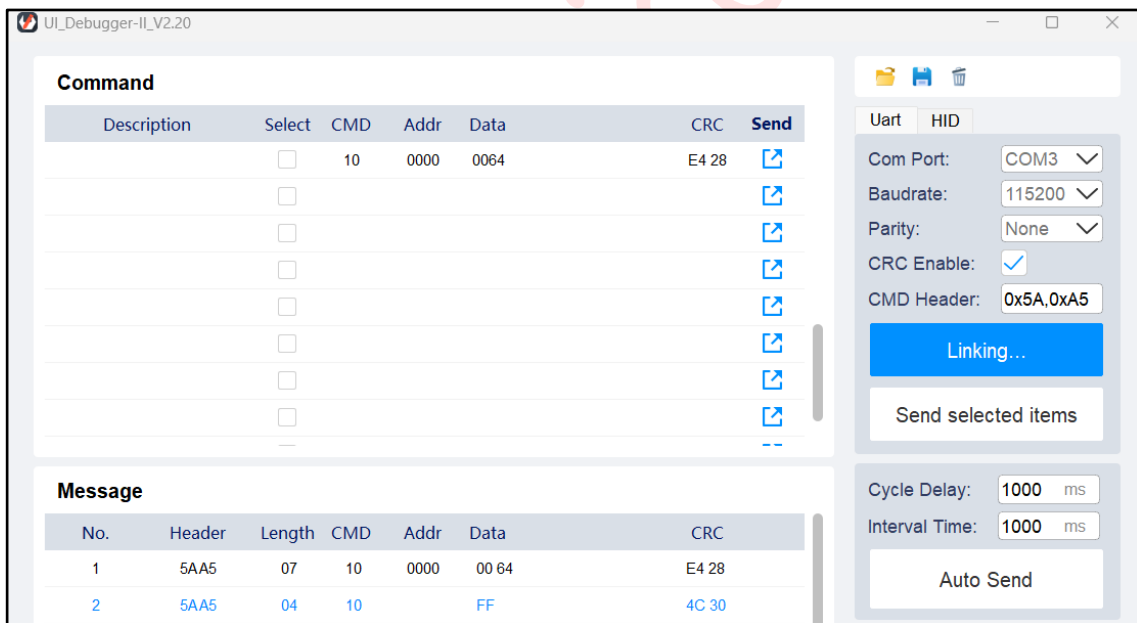 UI_Debugger-II_V2.20
Command
Description Select CMD Addr Data CRC Send
10 0000 0064 E4 28
Uart HID
Com Port: COM3
Baudrate: 115200
Parity: None
CRC Enable:
CMD Header: 0x5A,0xA5
Linking...
Send selected items
Message
No. Header Length CMD Addr Data CRC
1 5AA5 07 10 0000 00 64 E4 28
2 5AA5 04 10 FF 4C 30
Cycle Delay: 1000 ms
Interval Time: 1000 ms
Auto Send